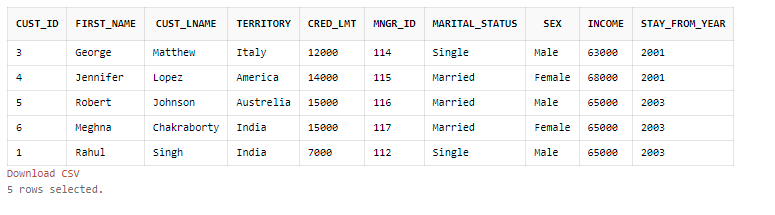 CUST_ID FIRST_NAME CUST_LNAME TERRITORY CRED_LMT MNGR_ID MARITAL_STATUS SEX INCOME STAY_FROM_YEAR
3 George Matthew Italy 12000 114 Single Male 63000 2001
4 Jennifer Lopez America 14000 115 Married Female 68000 2001
5 Robert Johnson Austrelia 15000 116 Married Male 65000 2003
6 Meghna Chakraborty India 15000 117 Married Female 65000 2003
1 Rahul Singh India 7000 112 Single Male 65000 2003
Download CSV
5 rows selected.